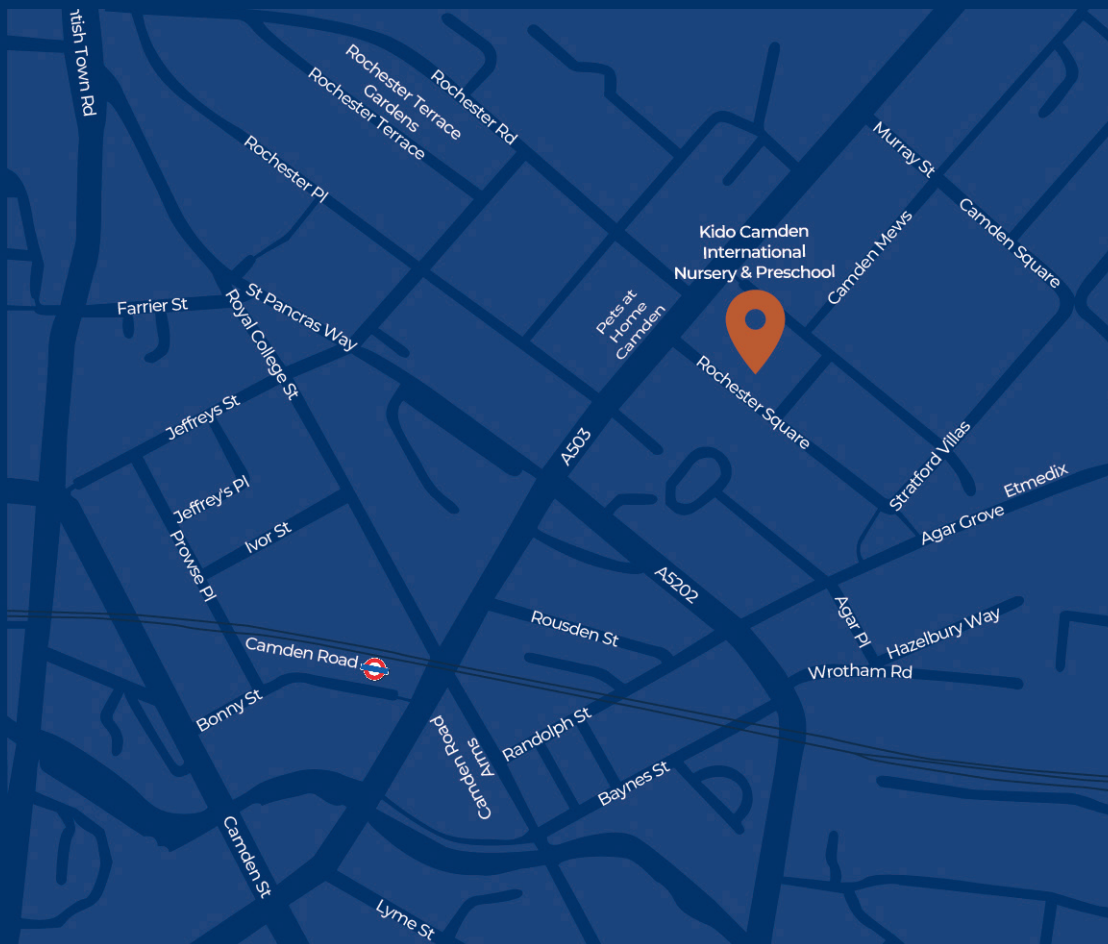 ntish Town Rd
Rochester Terrace
Gardens
Rochester Terrace
Rochester Rd
Rochester Pl
Murray St
Camden Square
Camden Mews
Kido Camden
International
Nursery & Preschool
Pets at
Home
Camden
Farrier St
St Pancras Way
Royal College St
Jeffreys St
Rochester Square
A503
Stratford Villas
Etmedix
Agar Grove
Jeffrey's Pl
Ivor St
Prowse Pl
A5202
Agar Pl
Hazelbury Way
Wrotham Rd
Rousden St
Camden Road
Bonny St
Randolph St
Camden Road
Arms
Baynes St
Camden St
Lyme St